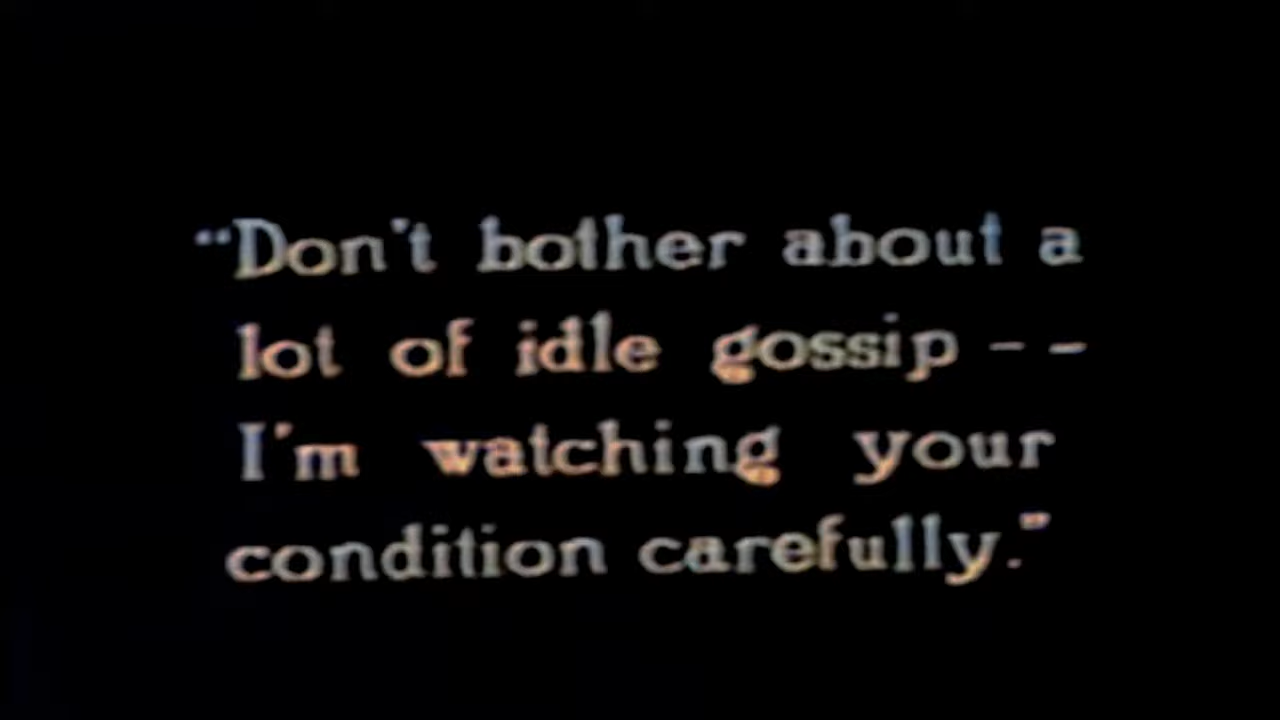 “Don't bother about a
lot of idle gossip--
I'm watching your
condition carefully.”